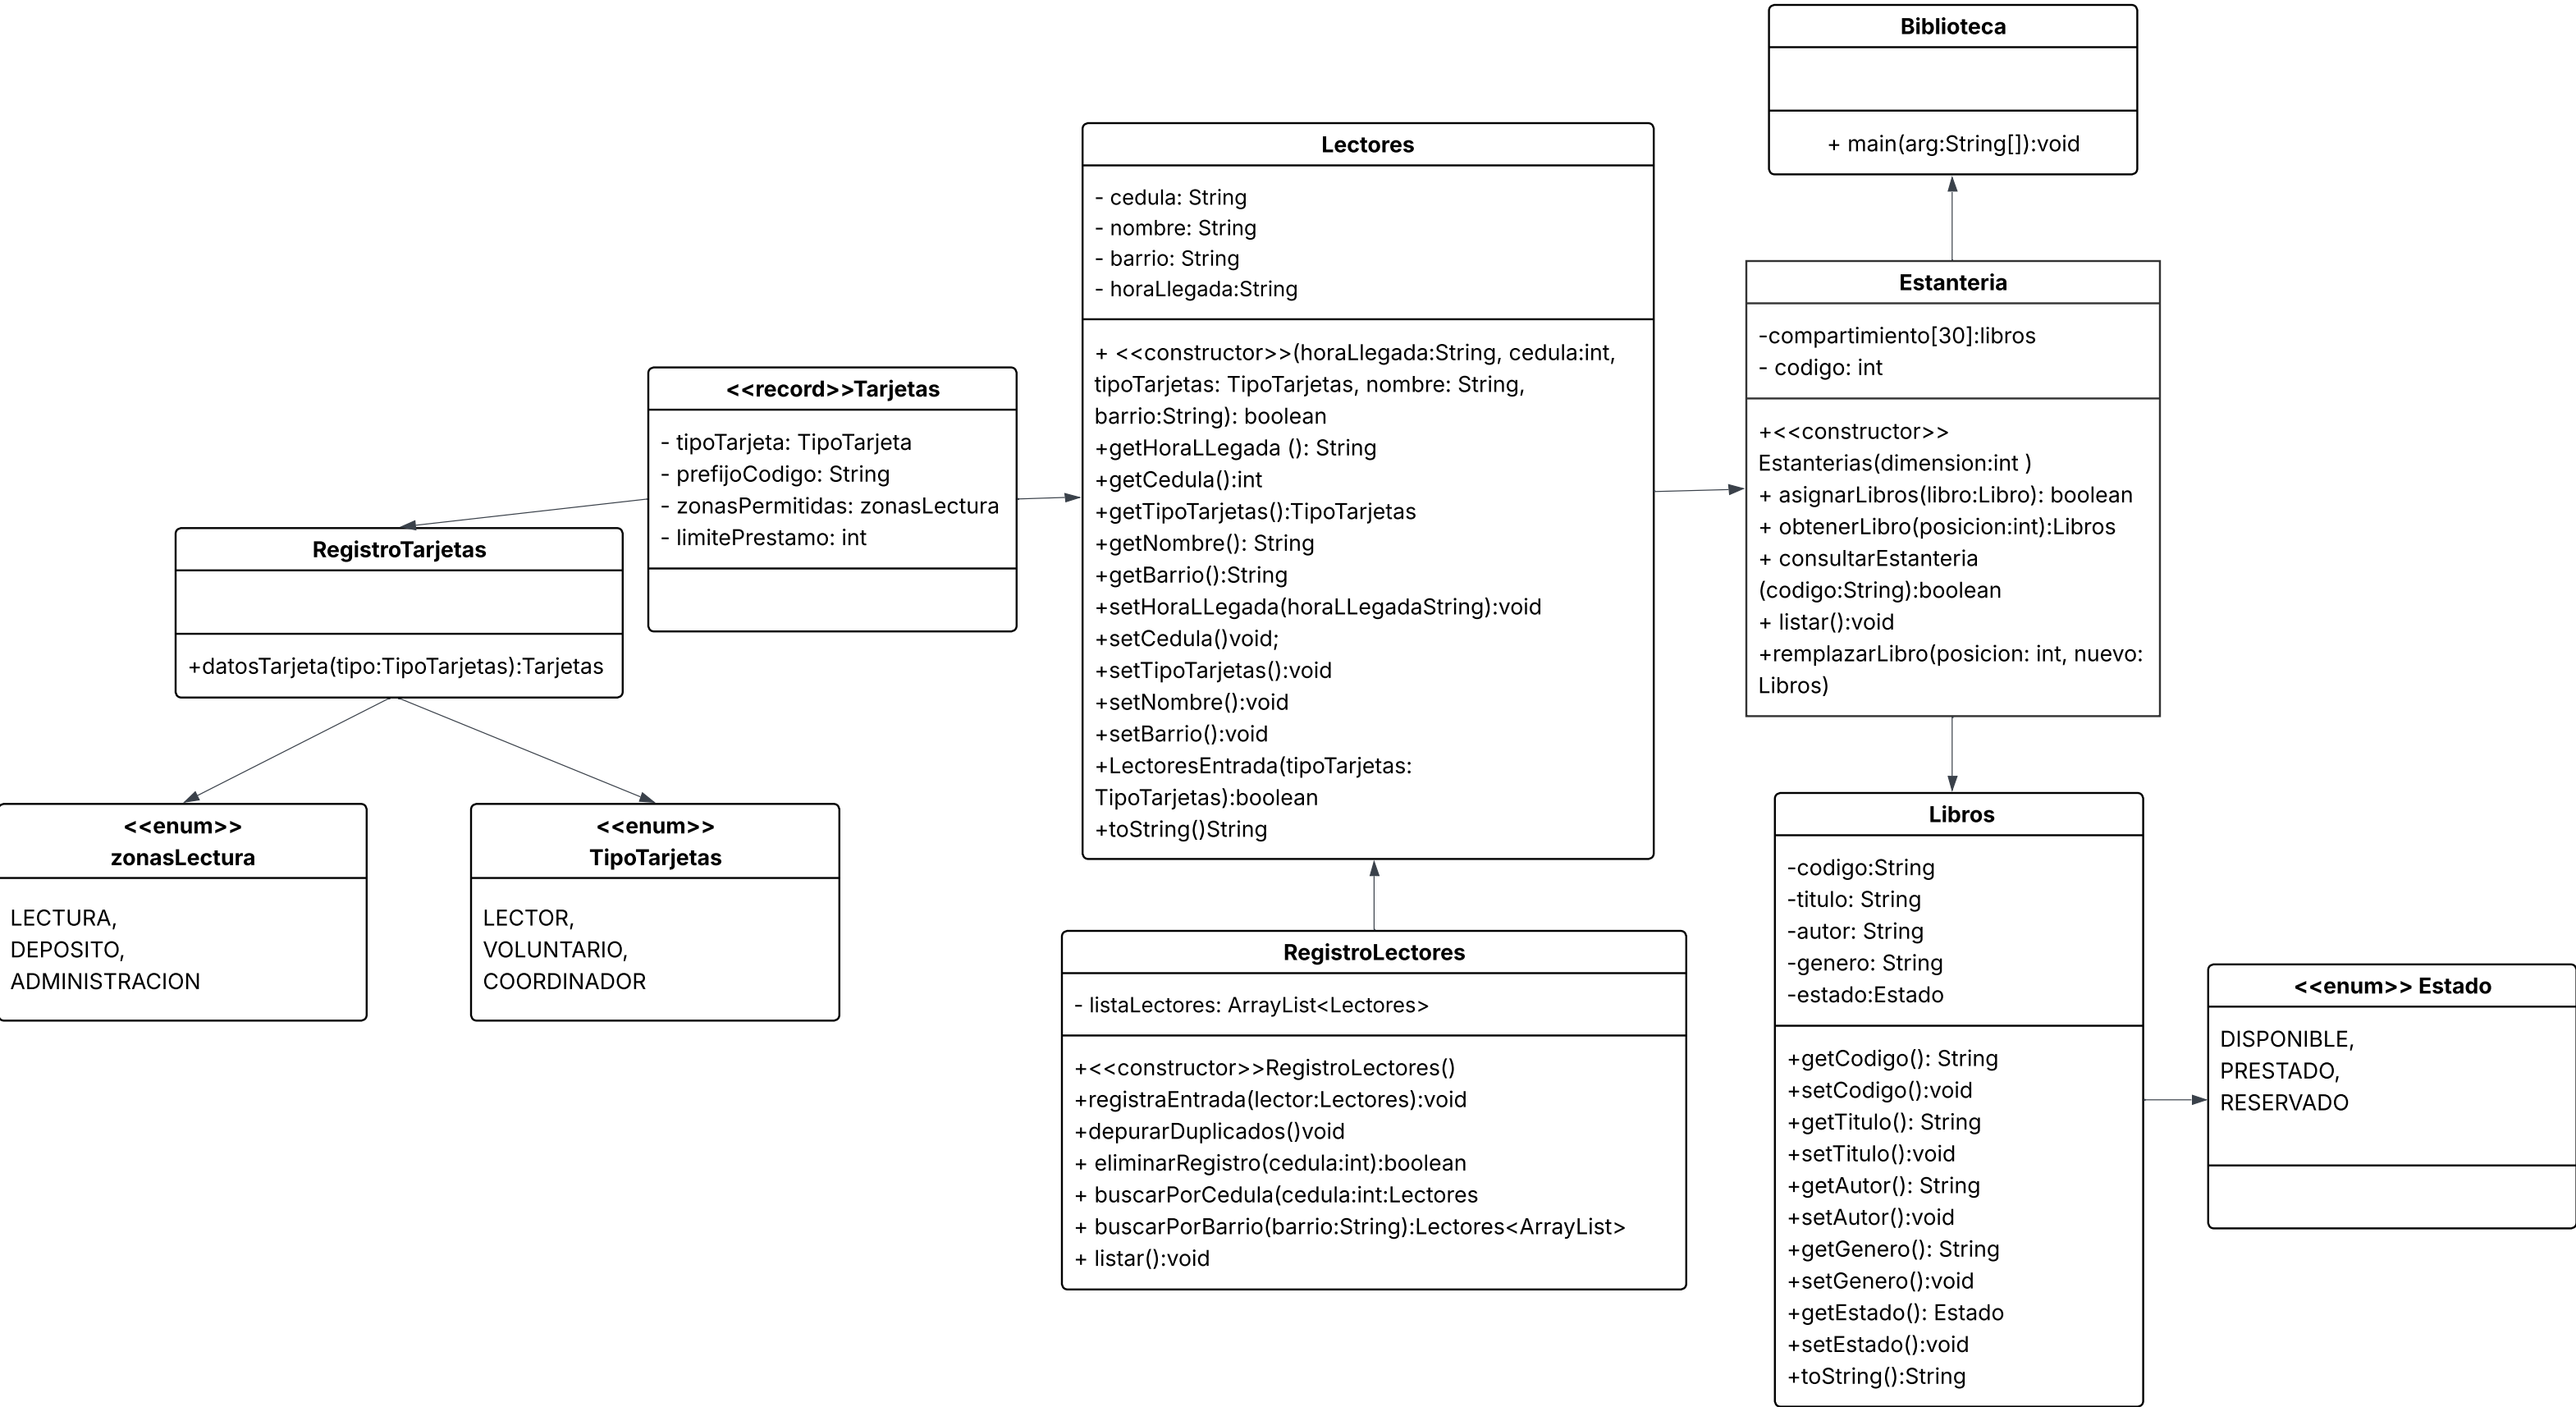 Biblioteca
+ main(arg:String[]):void
Lectores
- cedula: String
- nombre: String
- barrio: String
- horaLlegada:String
+ <<constructor>>(horaLlegada:String, cedula:int,
tipoTarjetas: TipoTarjetas, nombre: String,
barrio:String): boolean
+getHoraLLegada (): String
+getCedula():int
+getTipoTarjetas():TipoTarjetas
+getNombre(): String
+getBarrio():String
+setHoraLLegada(horaLLegadaString):void
+setCedula()void;
+setTipoTarjetas():void
+setNombre():void
+setBarrio():void
+LectoresEntrada(tipoTarjetas:
TipoTarjetas):boolean
+toString()String
Estanteria
-compartimiento[30]:libros
- codigo: int
+<<constructor>>
Estanterias(dimension:int )
+ asignarLibros(libro:Libro): boolean
+ obtenerLibro(posicion:int):Libros
+ consultarEstanteria
(codigo:String):boolean
+ listar():void
+remplazarLibro(posicion: int, nuevo:
Libros)
<<record>>Tarjetas
- tipoTarjeta: TipoTarjeta
- prefijoCodigo: String
- zonasPermitidas: zonasLectura
- limitePrestamo: int
RegistroTarjetas
+datosTarjeta(tipo:TipoTarjetas):Tarjetas
<<enum>>
zonasLectura
LECTURA,
DEPOSITO,
ADMINISTRACION
<<enum>>
TipoTarjetas
LECTOR,
VOLUNTARIO,
COORDINADOR
RegistroLectores
- listaLectores: ArrayList<Lectores>
+<<constructor>>RegistroLectores()
+registraEntrada(lector:Lectores):void
+depurarDuplicados()void
+ eliminarRegistro(cedula:int):boolean
+ buscarPorCedula(cedula:int:Lectores
+ buscarPorBarrio(barrio:String):Lectores<ArrayList>
+ listar():void
Libros
-codigo:String
-titulo: String
-autor: String
-genero: String
-estado:Estado
+getCodigo(): String
+setCodigo():void
+getTitulo(): String
+setTitulo():void
+getAutor(): String
+setAutor():void
+getGenero(): String
+setGenero():void
+getEstado(): Estado
+setEstado():void
+toString():String
<<enum>> Estado
DISPONIBLE,
PRESTADO,
RESERVADO